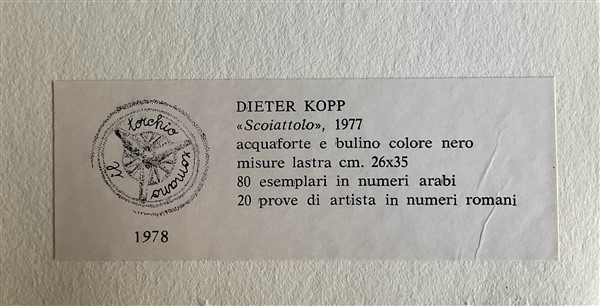 il torchio romano
1978
DIETER KOPP
«Scoiattolo», 1977
acquaforte e bulino colore nero
misure lastra cm. 26x35
80 esemplari in numeri arabi
20 prove di artista in numeri romani